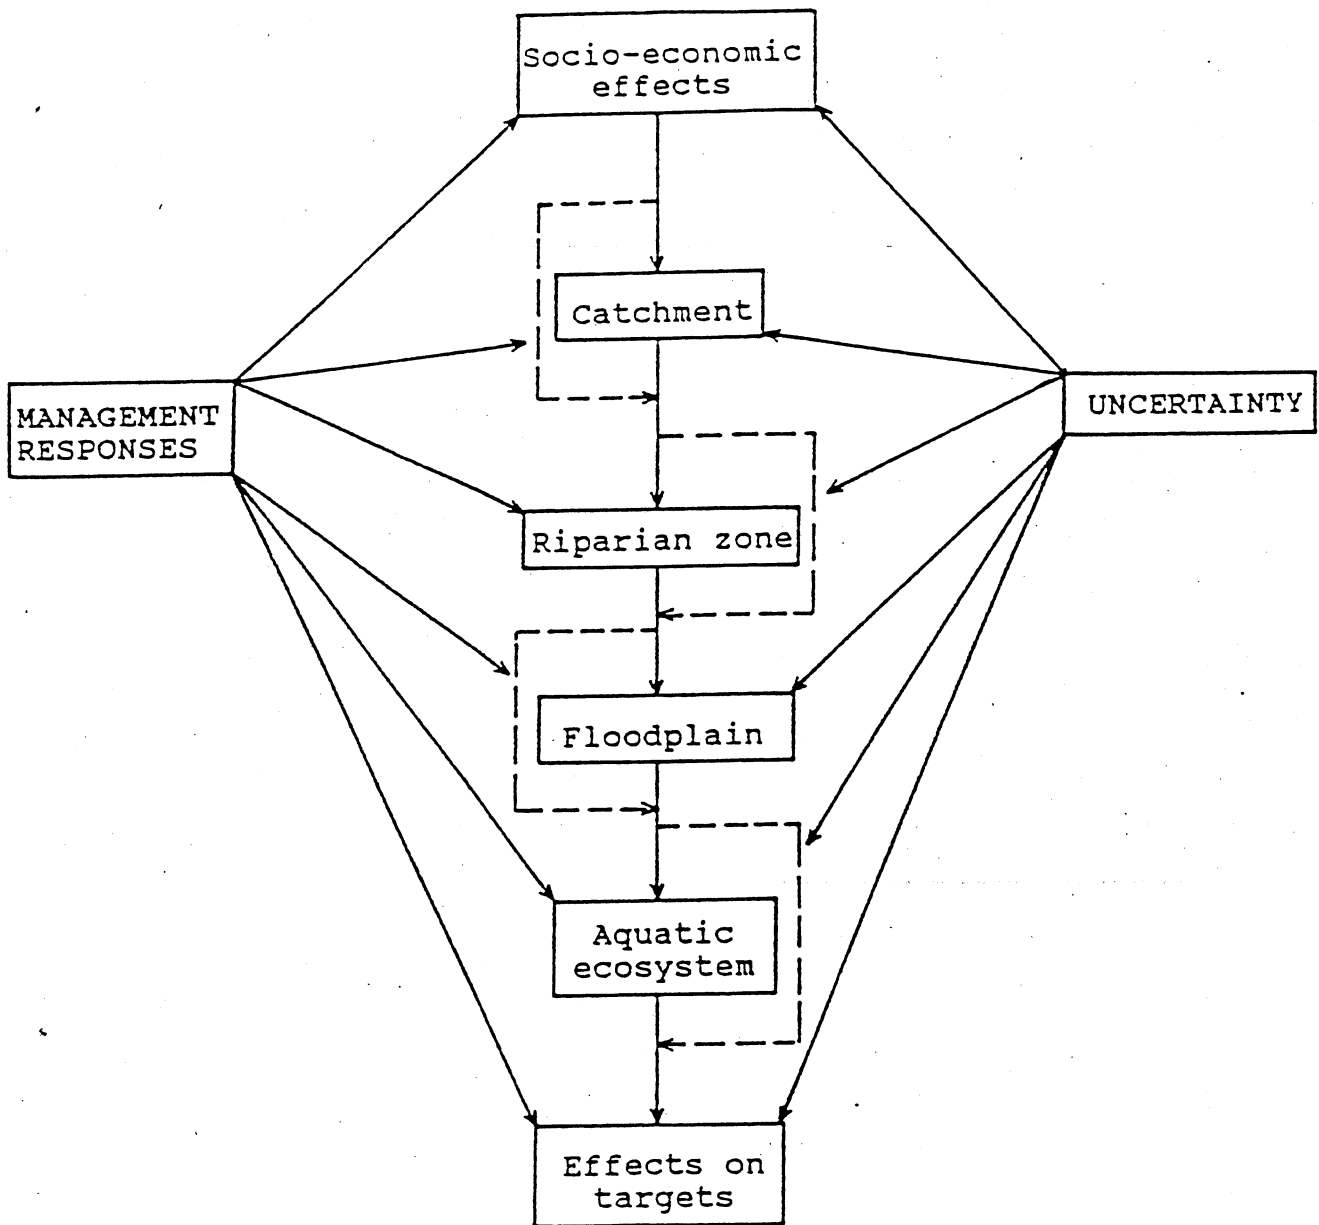 Socio-economic
effects
Catchment
MANAGEMENT
RESPONSES
UNCERTAINTY
Riparian zone
Floodplain
Aquatic
ecosystem
Effects on
targets